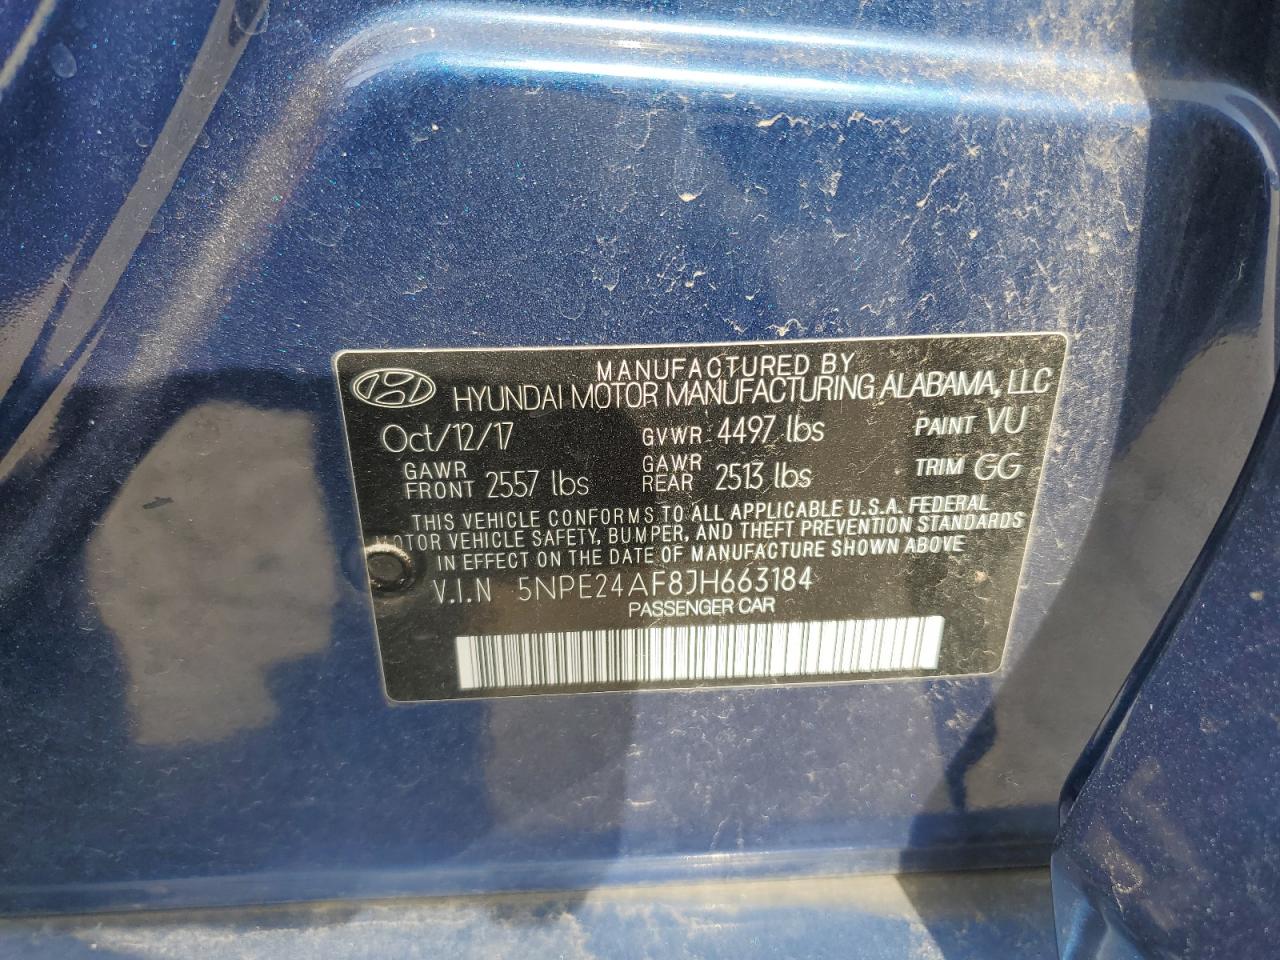 MANUFACTURED BY
HYUNDAI MOTOR MANUFACTURING ALABAMA, LLC
Oct/12/17 GVWR 4497 lbs PAINT VU
GAWR FRONT 2557 lbs GAWR REAR 2513 lbs TRIM GG
THIS VEHICLE CONFORMS TO ALL APPLICABLE U.S.A. FEDERAL
MOTOR VEHICLE SAFETY, BUMPER, AND THEFT PREVENTION STANDARDS
IN EFFECT ON THE DATE OF MANUFACTURE SHOWN ABOVE
V.I.N 5NPE24AF8JH663184
PASSENGER CAR